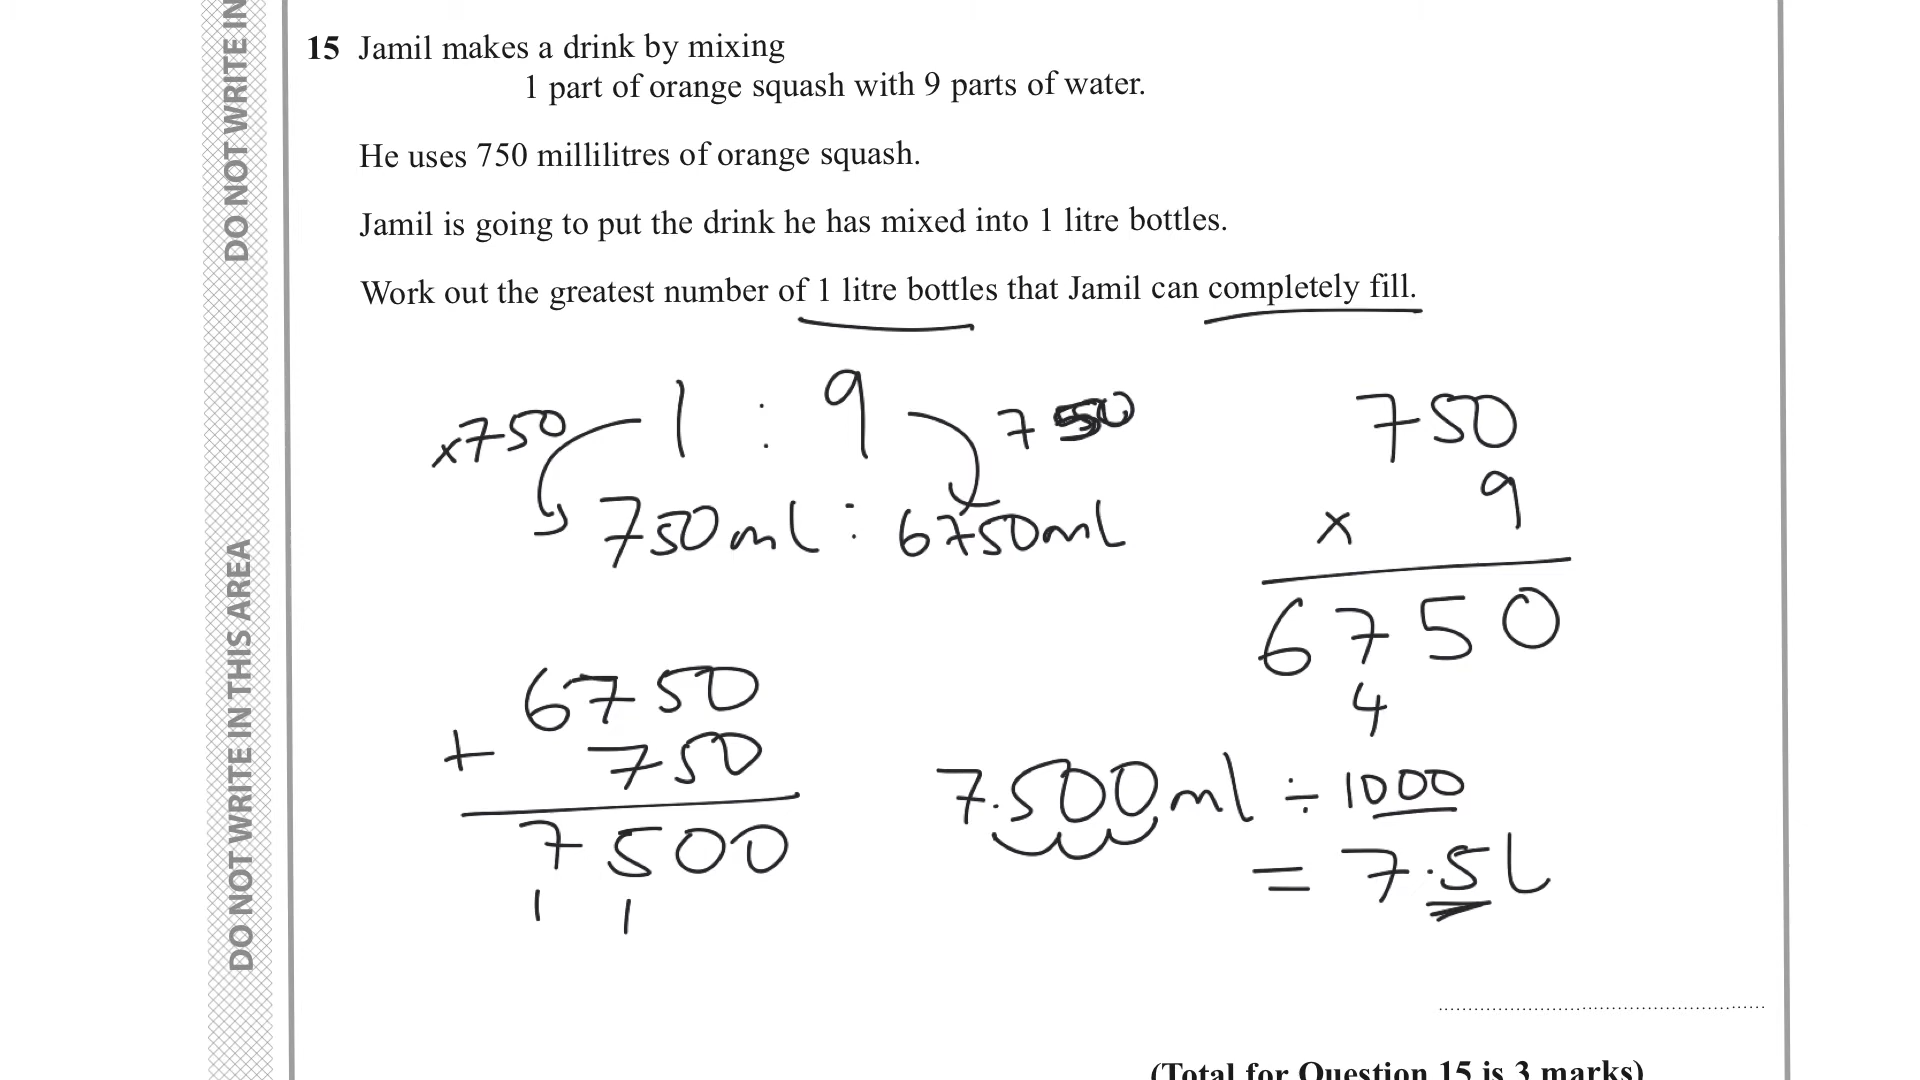 DO NOT WRITE IN
DO NOT WRITE IN THIS AREA
15 Jamil makes a drink by mixing
1 part of orange squash with 9 parts of water.
He uses 750 millilitres of orange squash.
Jamil is going to put the drink he has mixed into 1 litre bottles.
Work out the greatest number of 1 litre bottles that Jamil can completely fill.
x750 1 : 9 750
750ml : 6750ml
750
x 9
6750
4
6750
+ 750
7500
1 1
7.500ml ÷ 1000
= 7.5L
(Total for Question 15 is 3 marks)